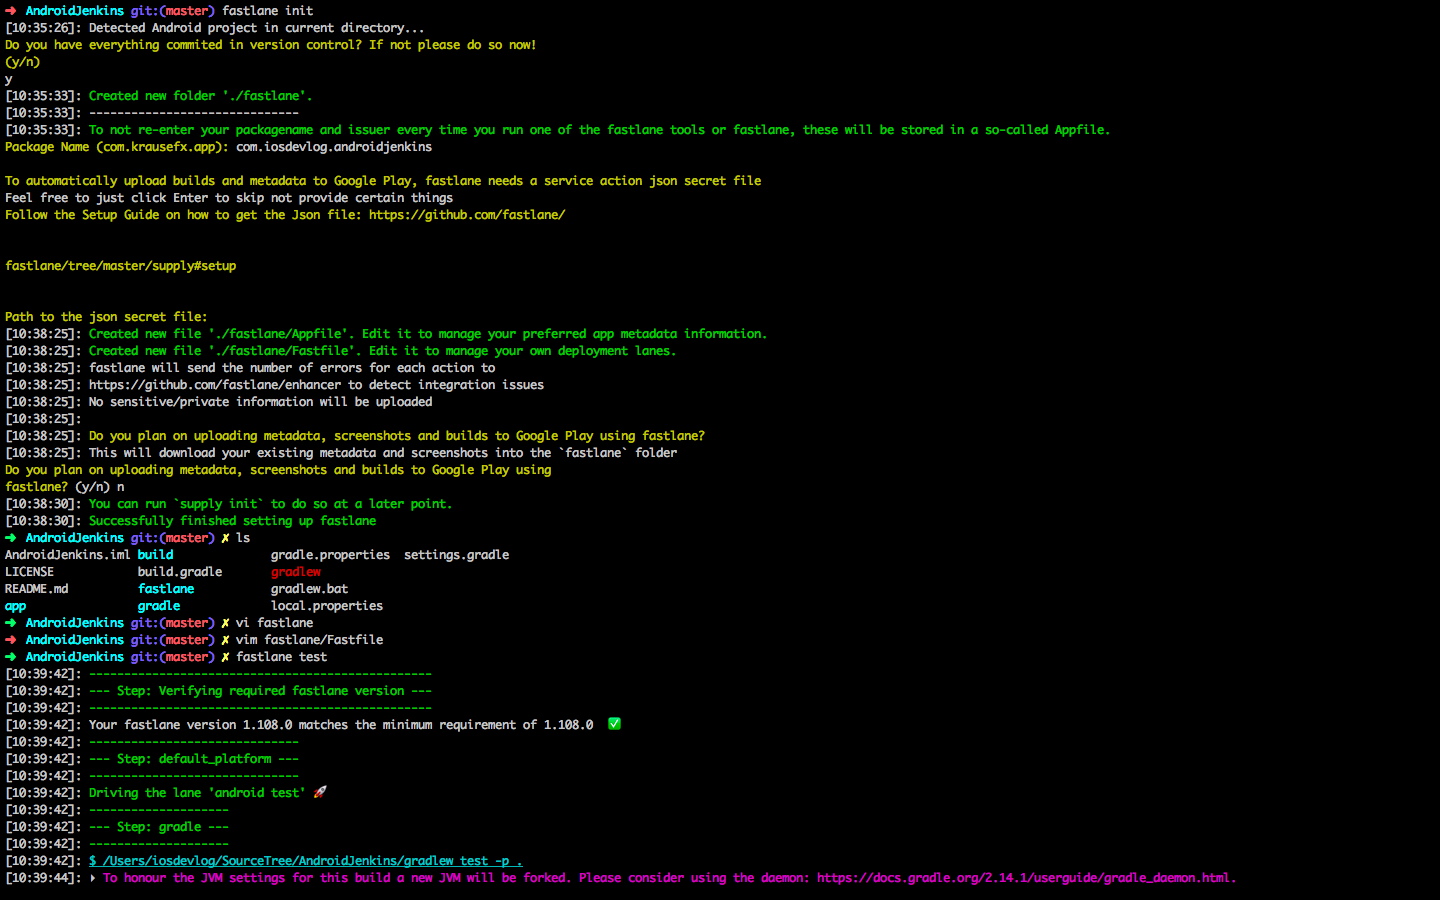 ➜ AndroidJenkins git:(master) fastlane init
[10:35:26]: Detected Android project in current directory...
Do you have everything commited in version control? If not please do so now!
(y/n)
y
[10:35:33]: Created new folder './fastlane'.
[10:35:33]: ------------------------------
[10:35:33]: To not re-enter your packagename and issuer every time you run one of the fastlane tools or fastlane, these will be stored in a so-called Appfile.
Package Name (com.krausefx.app): com.iosdevlog.androidjenkins
To automatically upload builds and metadata to Google Play, fastlane needs a service action json secret file
Feel free to just click Enter to skip not provide certain things
Follow the Setup Guide on how to get the Json file: https://github.com/fastlane/
fastlane/tree/master/supply#setup
Path to the json secret file:
[10:38:25]: Created new file './fastlane/Appfile'. Edit it to manage your preferred app metadata information.
[10:38:25]: Created new file './fastlane/Fastfile'. Edit it to manage your own deployment lanes.
[10:38:25]: fastlane will send the number of errors for each action to
[10:38:25]: https://github.com/fastlane/enhancer to detect integration issues
[10:38:25]: No sensitive/private information will be uploaded
[10:38:25]:
[10:38:25]: Do you plan on uploading metadata, screenshots and builds to Google Play using fastlane?
[10:38:25]: This will download your existing metadata and screenshots into the `fastlane` folder
Do you plan on uploading metadata, screenshots and builds to Google Play using
fastlane? (y/n) n
[10:38:30]: You can run `supply init` to do so at a later point.
[10:38:30]: Successfully finished setting up fastlane
➜ AndroidJenkins git:(master) ✗ ls
AndroidJenkins.iml build gradle.properties settings.gradle
LICENSE build.gradle gradlew
README.md fastlane gradlew.bat
app gradle local.properties
➜ AndroidJenkins git:(master) ✗ vi fastlane
➜ AndroidJenkins git:(master) ✗ vim fastlane/Fastfile
➜ AndroidJenkins git:(master) ✗ fastlane test
[10:39:42]: -------------------------------------------------
[10:39:42]: --- Step: Verifying required fastlane version ---
[10:39:42]: -------------------------------------------------
[10:39:42]: Your fastlane version 1.108.0 matches the minimum requirement of 1.108.0 ✅
[10:39:42]: ------------------------------
[10:39:42]: --- Step: default_platform ---
[10:39:42]: ------------------------------
[10:39:42]: Driving the lane 'android test' 🚀
[10:39:42]: --------------------
[10:39:42]: --- Step: gradle ---
[10:39:42]: --------------------
[10:39:42]: $ /Users/iosdevlog/SourceTree/AndroidJenkins/gradlew test -p .
[10:39:44]: ▸ To honour the JVM settings for this build a new JVM will be forked. Please consider using the daemon: https://docs.gradle.org/2.14.1/userguide/gradle_daemon.html.